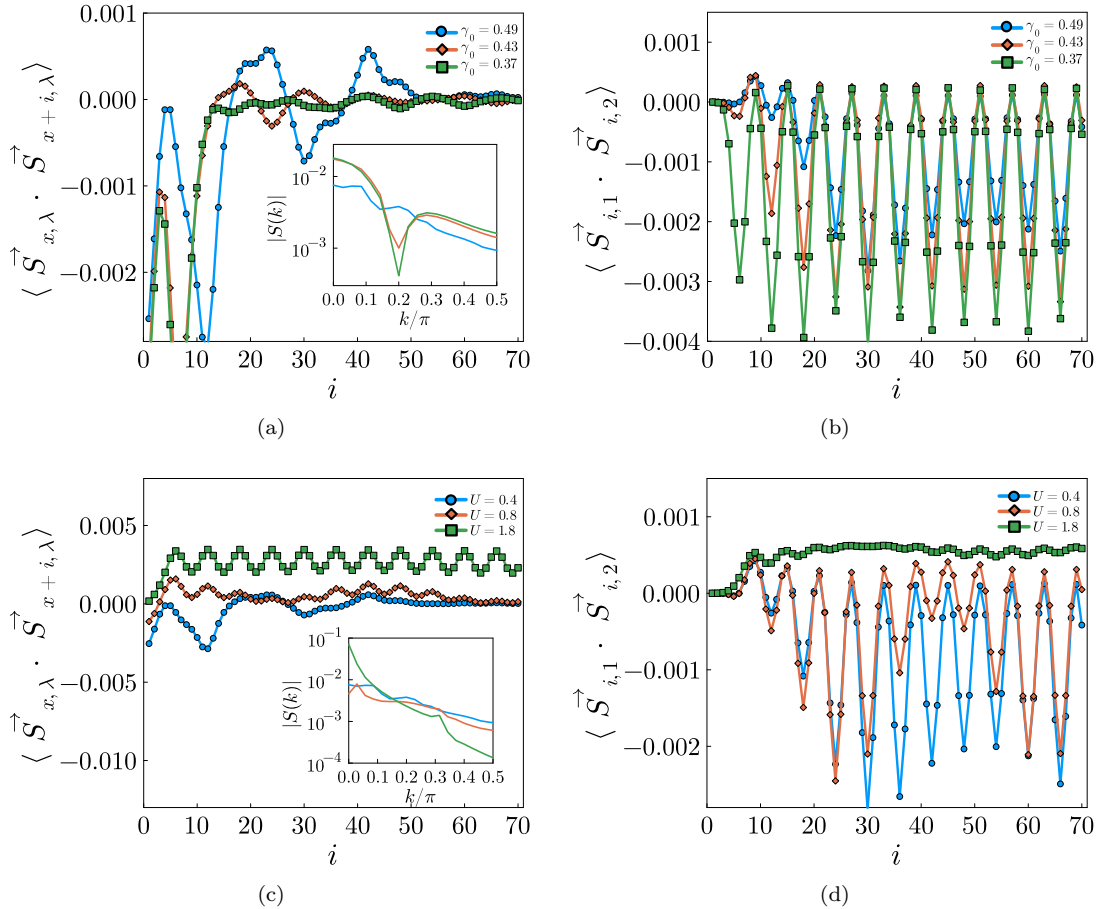 0.001
0.000
−0.001
−0.002
⟨ S⃗ x, λ · S⃗ x + i, λ ⟩
γ₀ = 0.49
γ₀ = 0.43
γ₀ = 0.37
10⁻²
10⁻³
|S(k)|
0.0 0.1 0.2 0.3 0.4 0.5
k/π
0 10 20 30 40 50 60 70
i
(a)
0.001
0.000
−0.001
−0.002
−0.003
−0.004
⟨ S⃗ i, 1 · S⃗ i, 2 ⟩
γ₀ = 0.49
γ₀ = 0.43
γ₀ = 0.37
0 10 20 30 40 50 60 70
i
(b)
0.005
0.000
−0.005
−0.010
⟨ S⃗ x, λ · S⃗ x + i, λ ⟩
U = 0.4
U = 0.8
U = 1.8
10⁻¹
10⁻²
10⁻³
10⁻⁴
|S(k)|
0.0 0.1 0.2 0.3 0.4 0.5
k/π
0 10 20 30 40 50 60 70
i
(c)
0.001
0.000
−0.001
−0.002
⟨ S⃗ i, 1 · S⃗ i, 2 ⟩
U = 0.4
U = 0.8
U = 1.8
0 10 20 30 40 50 60 70
i
(d)